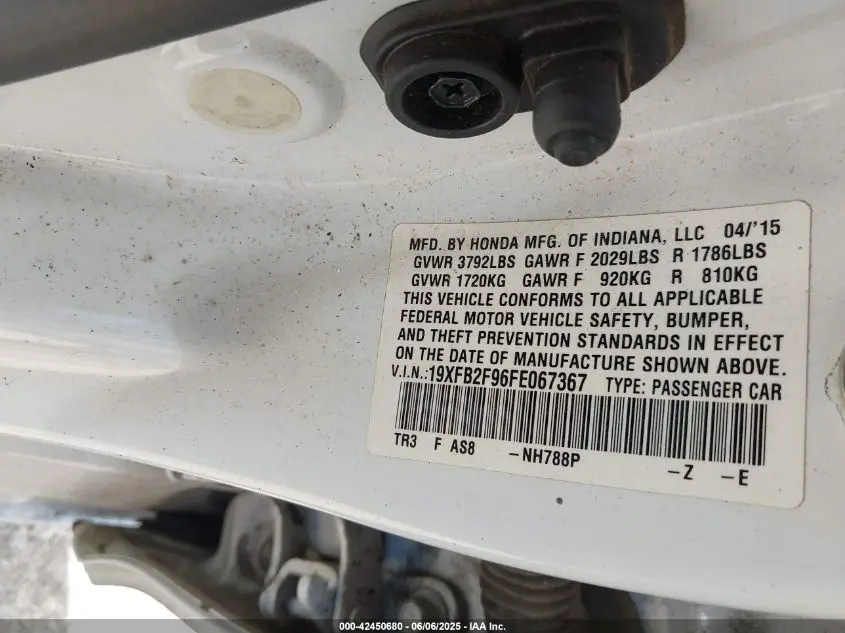 MFD. BY HONDA MFG. OF INDIANA, LLC 04/'15
GVWR 3792LBS GAWR F 2029LBS R 1786LBS
GVWR 1720KG GAWR F 920KG R 810KG
THIS VEHICLE CONFORMS TO ALL APPLICABLE
FEDERAL MOTOR VEHICLE SAFETY, BUMPER,
AND THEFT PREVENTION STANDARDS IN EFFECT
ON THE DATE OF MANUFACTURE SHOWN ABOVE.
V.I.N.:19XFB2F96FE067367 TYPE: PASSENGER CAR
TR3 F AS8 -NH788P -Z -E
000-42450680 - 06/06/2025 - IAA Inc.